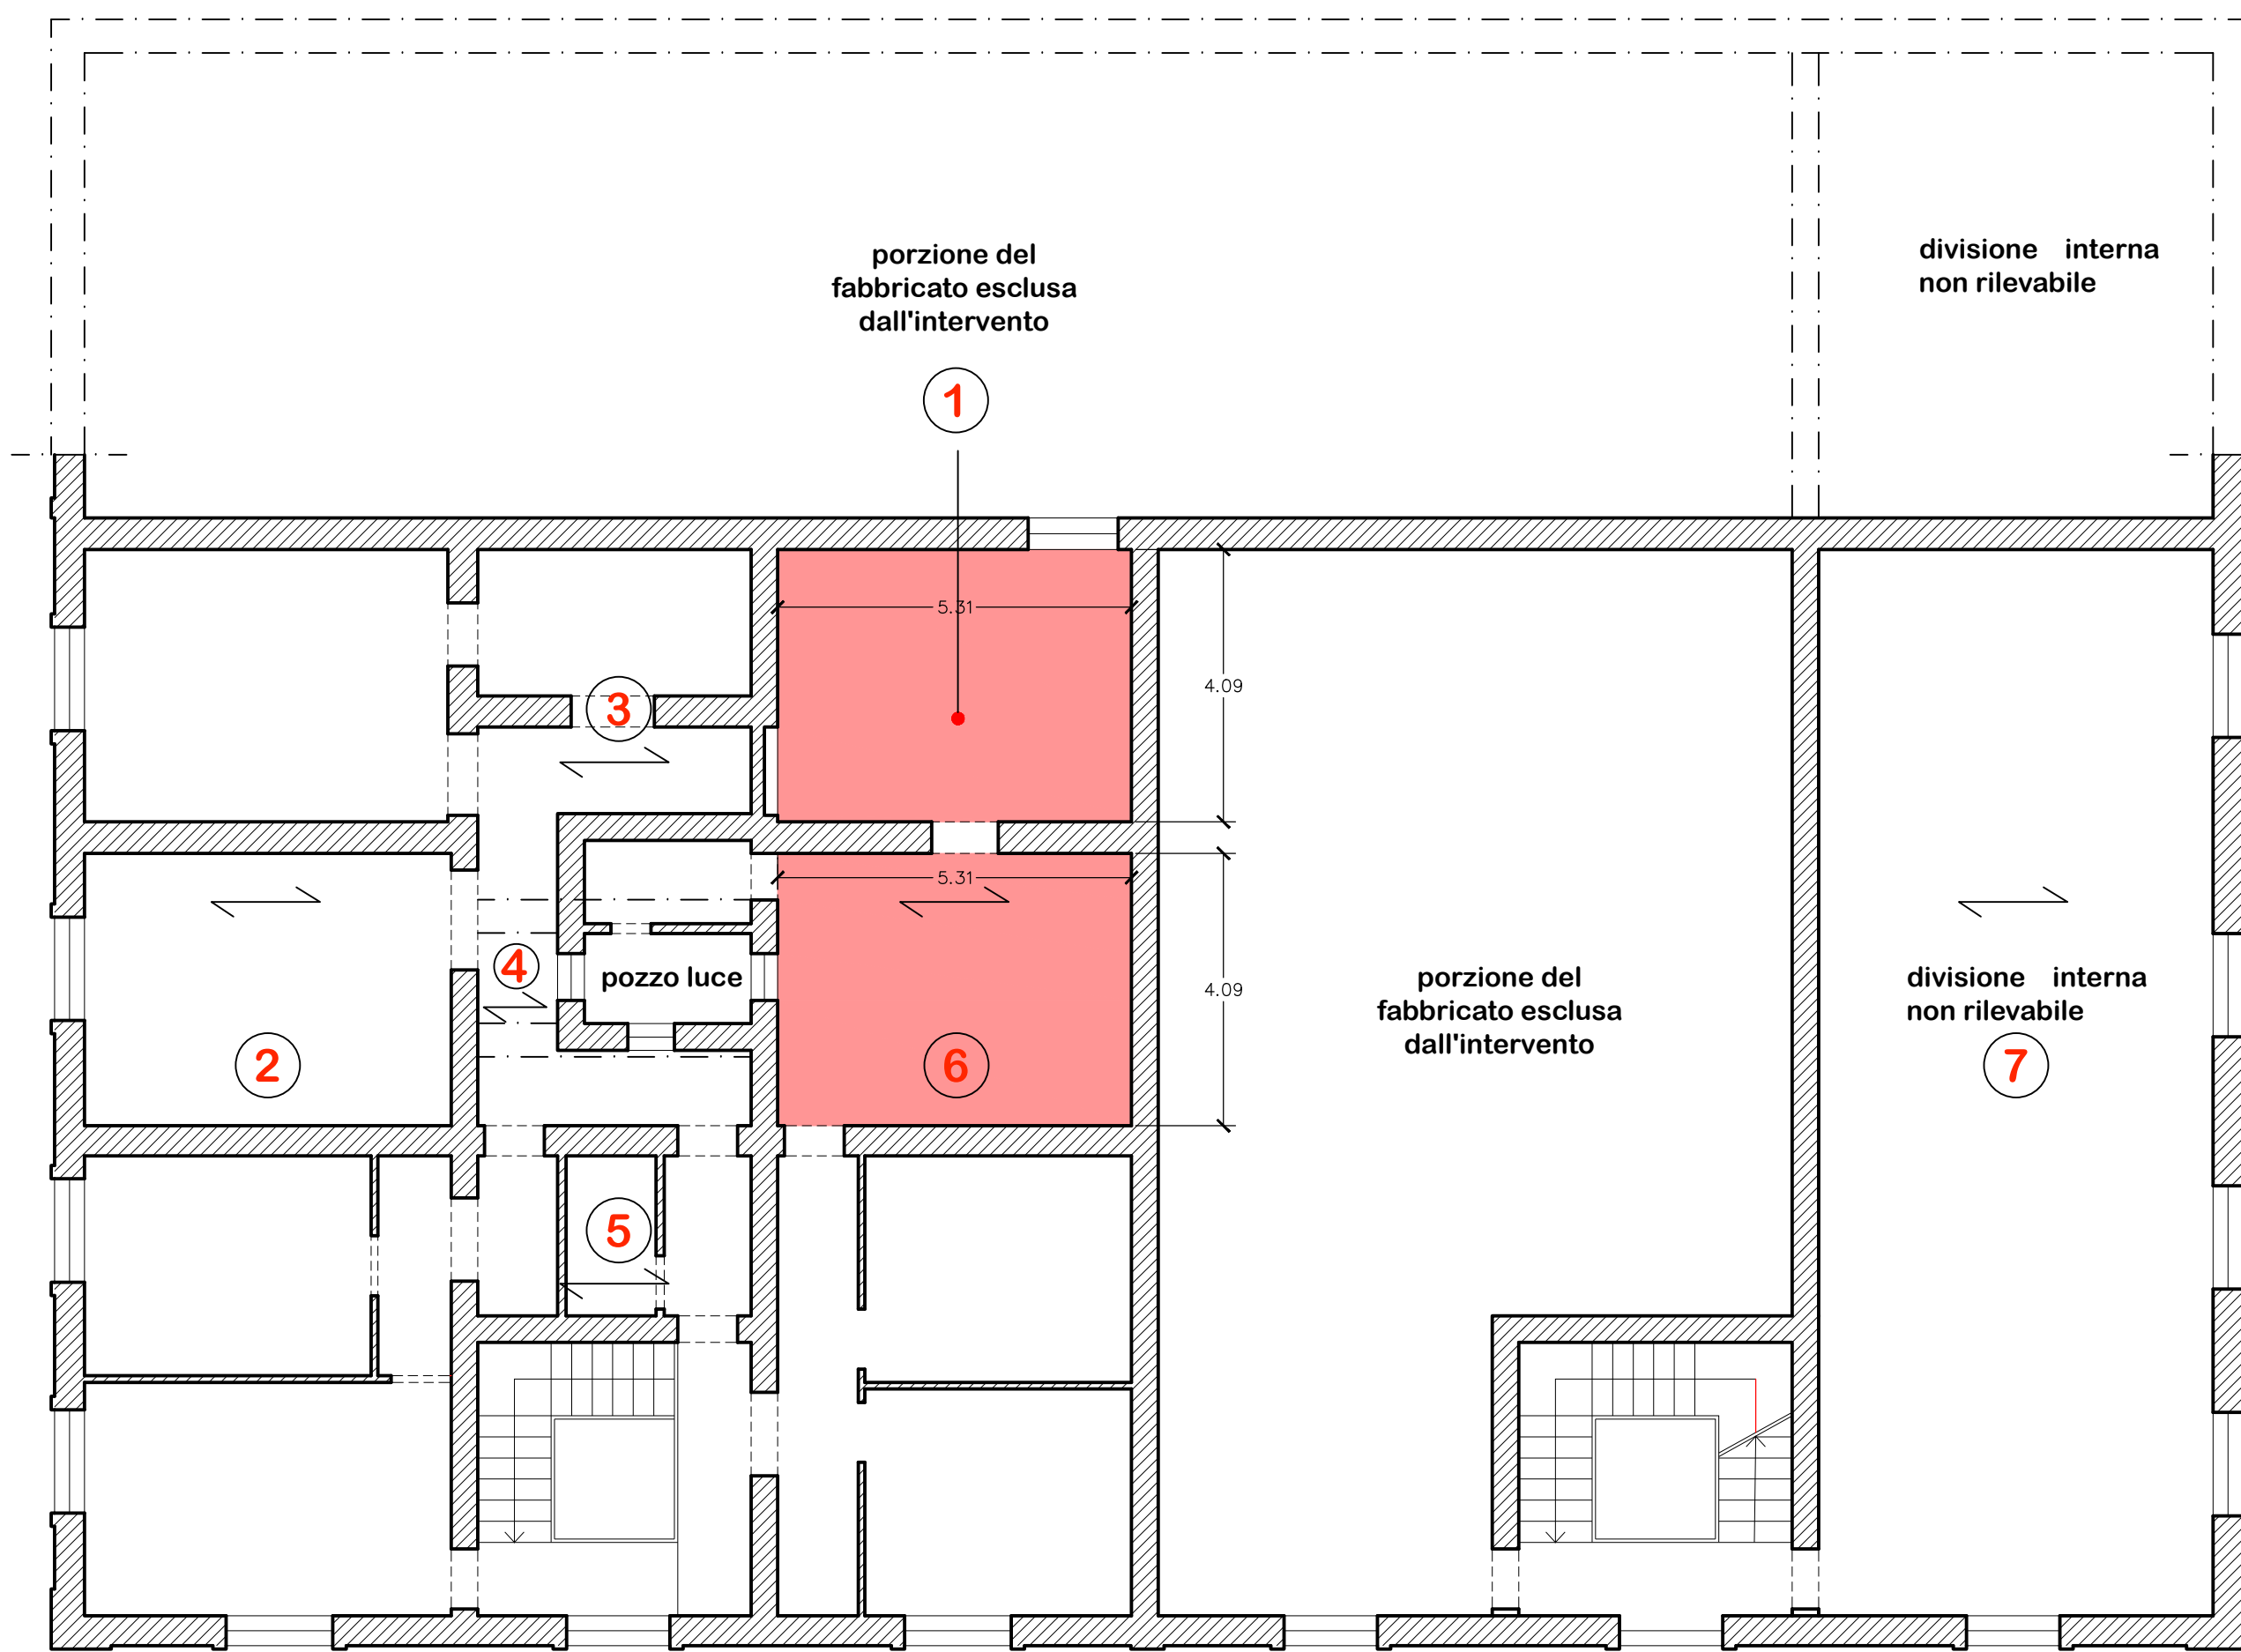 porzione del
fabbricato esclusa
dall'intervento
divisione interna
non rilevabile
1
5.31
4.09
3
5.31
4
pozzo luce
4.09
porzione del
fabbricato esclusa
dall'intervento
divisione interna
non rilevabile
2
6
7
5